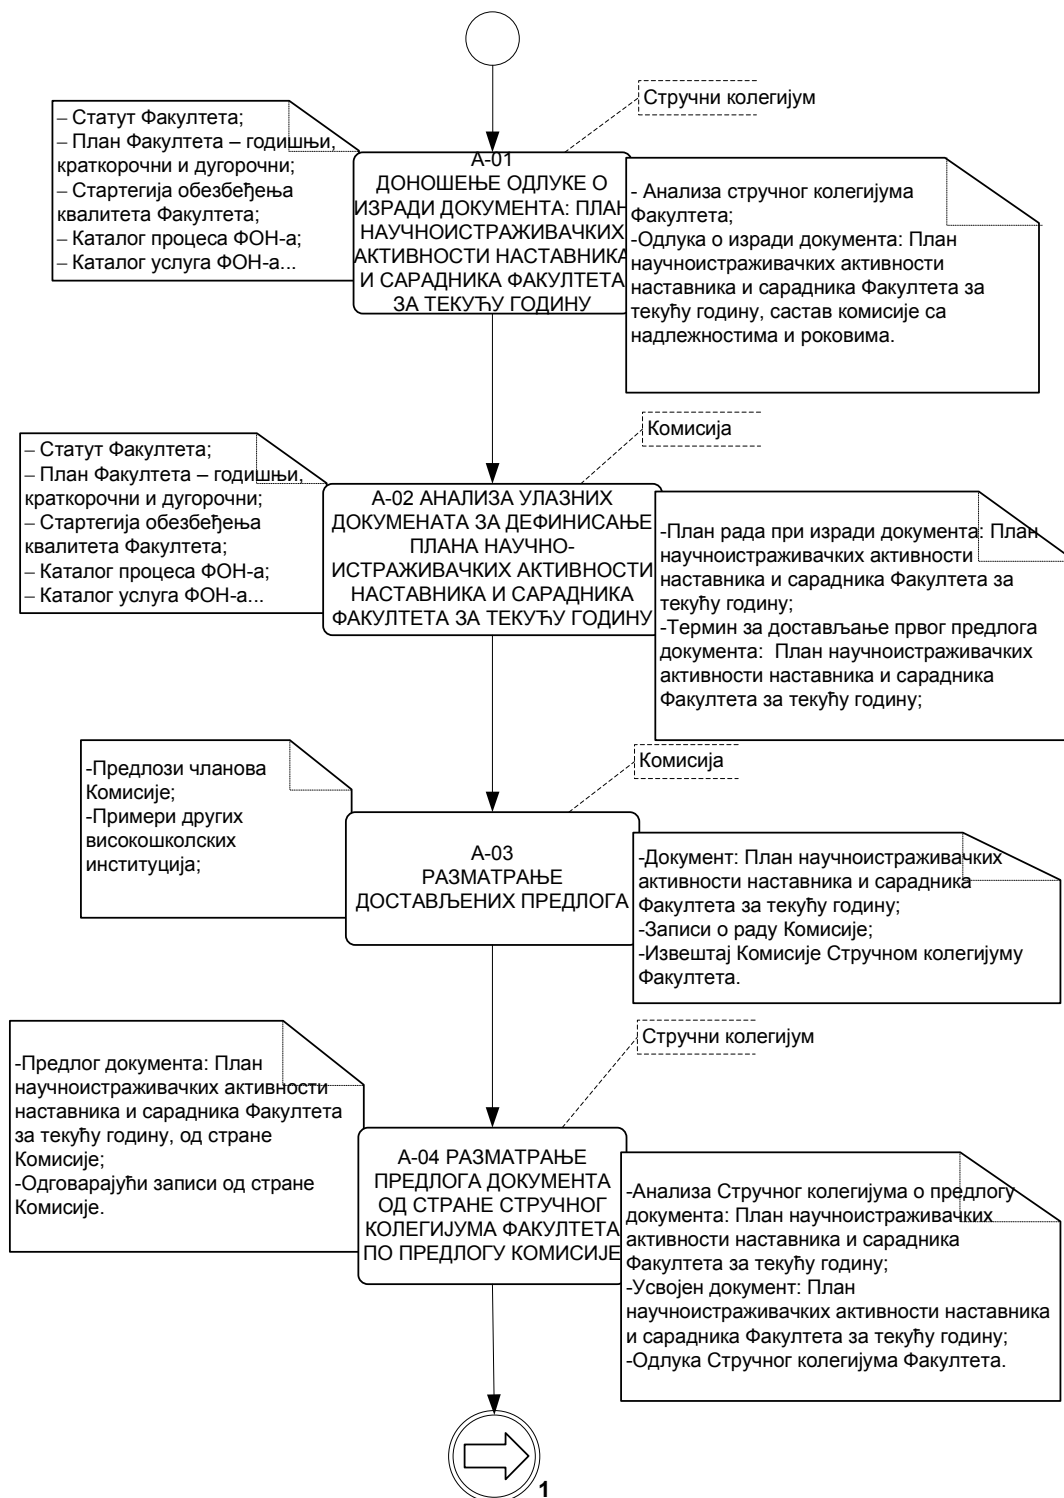 Стручни колегијум
– Статут Факултета;
– План Факултета – годишњи,
краткорочни и дугорочни;
– Стартегија обезбеђења
квалитета Факултета;
– Каталог процеса ФОН-а;
– Каталог услуга ФОН-а...
А-01
ДОНОШЕЊЕ ОДЛУКЕ О
ИЗРАДИ ДОКУМЕНТА: ПЛАН
НАУЧНОИСТРАЖИВАЧКИХ
АКТИВНОСТИ НАСТАВНИКА
И САРАДНИКА ФАКУЛТЕТА
ЗА ТЕКУЋУ ГОДИНУ
- Анализа стручног колегијума
Факултета;
-Одлука о изради документа: План
научноистраживачких активности
наставника и сарадника Факултета за
текућу годину, састав комисије са
надлежностима и роковима.
Комисија
– Статут Факултета;
– План Факултета – годишњи,
краткорочни и дугорочни;
– Стартегија обезбеђења
квалитета Факултета;
– Каталог процеса ФОН-а;
– Каталог услуга ФОН-а...
А-02 АНАЛИЗА УЛАЗНИХ
ДОКУМЕНАТА ЗА ДЕФИНИСАЊЕ
ПЛАНА НАУЧНО-
ИСТРАЖИВАЧКИХ АКТИВНОСТИ
НАСТАВНИКА И САРАДНИКА
ФАКУЛТЕТА ЗА ТЕКУЋУ ГОДИНУ
-План рада при изради документа: План
научноистраживачких активности
наставника и сарадника Факултета за
текућу годину;
-Термин за достављање првог предлога
документа:  План научноистраживачких
активности наставника и сарадника
Факултета за текућу годину;
Комисија
-Предлози чланова
Комисије;
-Примери других
високошколских
институција;
А-03
РАЗМАТРАЊЕ
ДОСТАВЉЕНИХ ПРЕДЛОГА
-Документ: План научноистраживачких
активности наставника и сарадника
Факултета за текућу годину;
-Записи о раду Комисије;
-Извештај Комисије Стручном колегијуму
Факултета.
Стручни колегијум
-Предлог документа: План
научноистраживачких активности
наставника и сарадника Факултета
за текућу годину, од стране
Комисије;
-Одговарајући записи од стране
Комисије.
А-04 РАЗМАТРАЊЕ
ПРЕДЛОГА ДОКУМЕНТА
ОД СТРАНЕ СТРУЧНОГ
КОЛЕГИЈУМА ФАКУЛТЕТА
ПО ПРЕДЛОГУ КОМИСИЈЕ
-Анализа Стручног колегијума о предлогу
документа: План научноистраживачких
активности наставника и сарадника
Факултета за текућу годину;
-Усвојен документ: План
научноистраживачких активности наставника
и сарадника Факултета за текућу годину;
-Одлука Стручног колегијума Факултета.
1